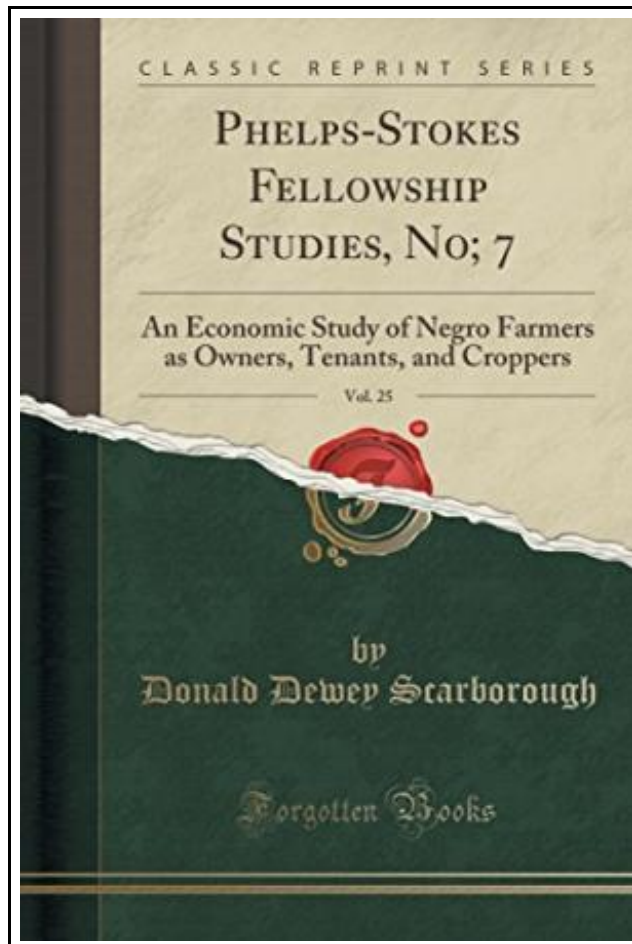 CLASSIC REPRINT SERIES
PHELPS-STOKES
FELLOWSHIP
STUDIES, NO; 7
An Economic Study of Negro Farmers
as Owners, Tenants, and Croppers
Vol. 25
by
Donald Dewey Scarborough
Forgotten Books